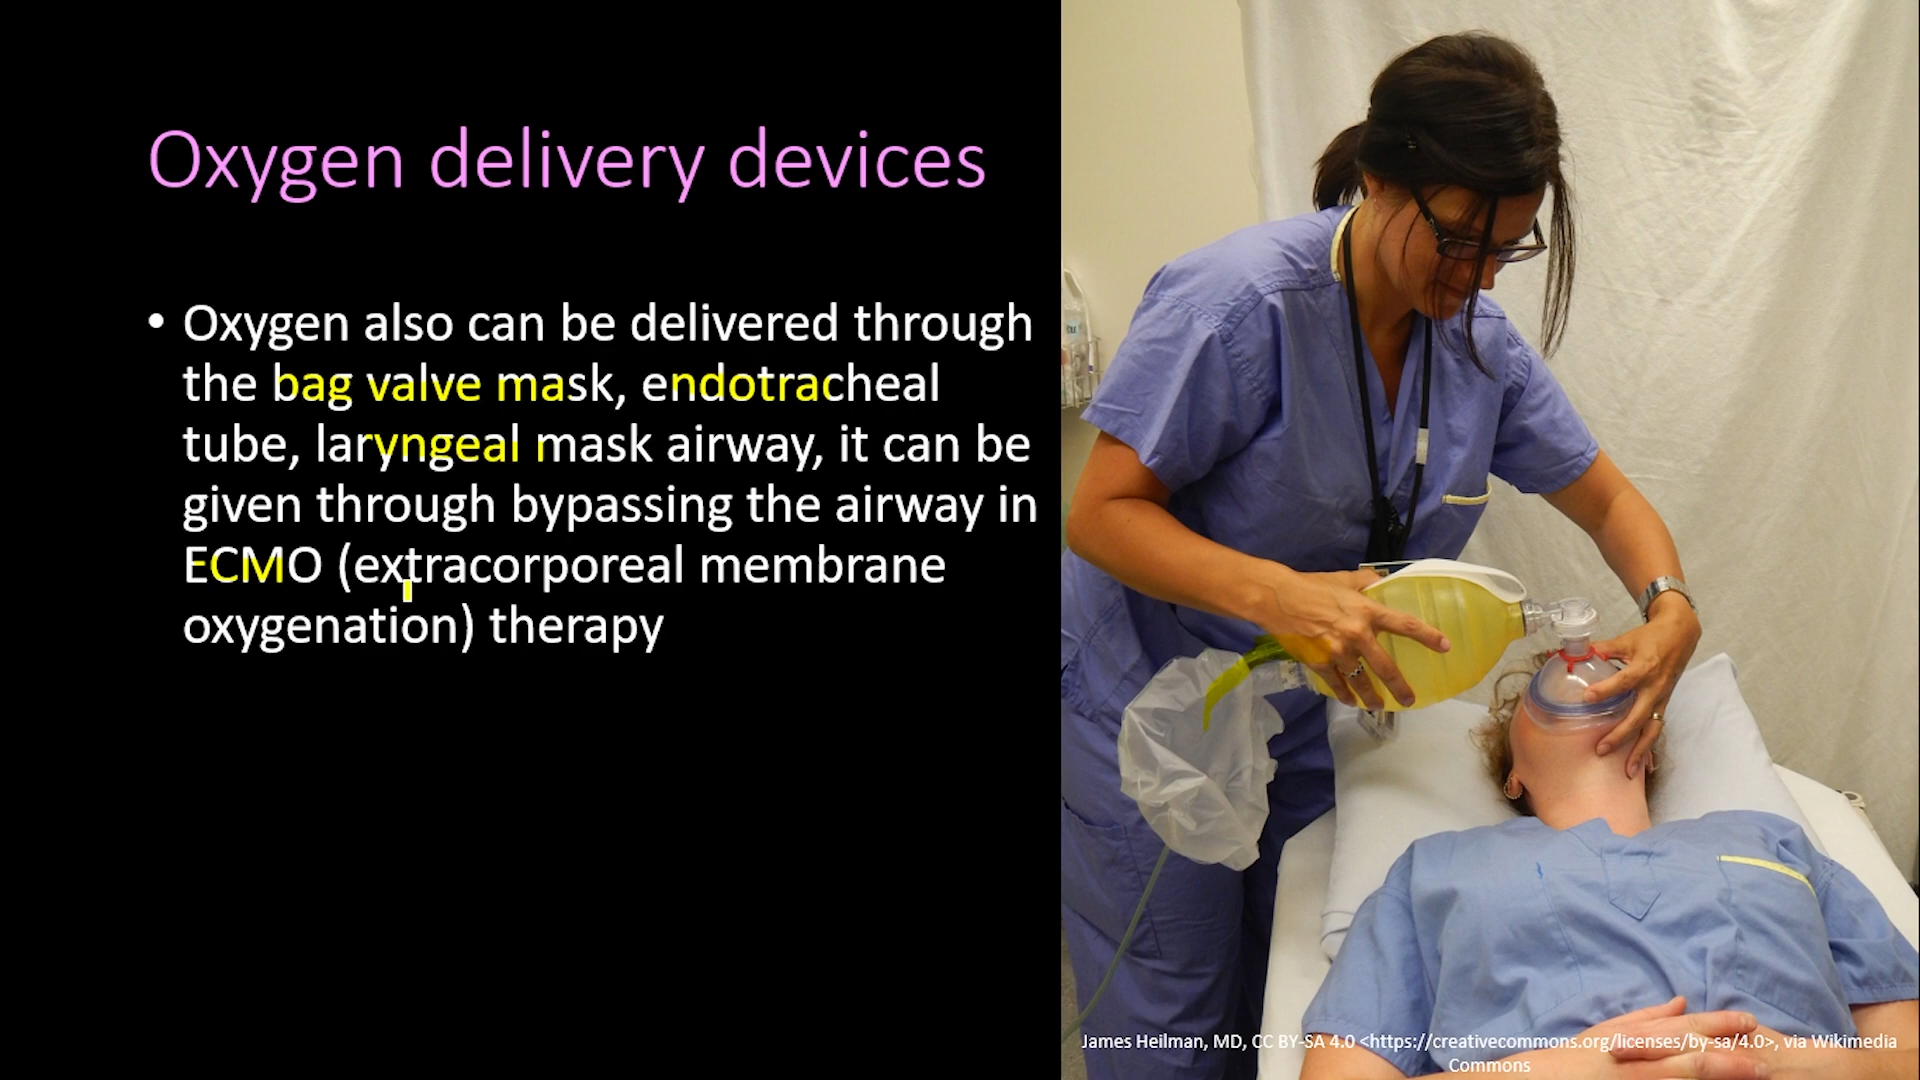 Oxygen delivery devices
• Oxygen also can be delivered through
the bag valve mask, endotracheal
tube, laryngeal mask airway, it can be
given through bypassing the airway in
ECMO (extracorporeal membrane
oxygenation) therapy
James Heilman, MD, CC BY-SA 4.0 <https://creativecommons.org/licenses/by-sa/4.0>, via Wikimedia
Commons